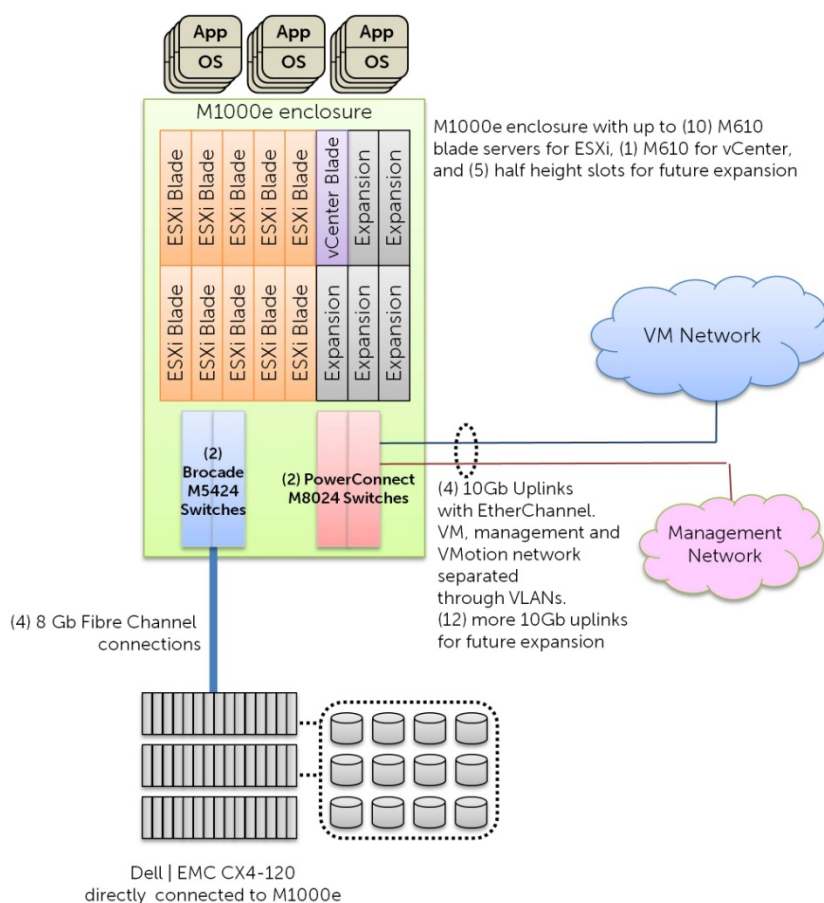 App
OS
App
OS
App
OS
M1000e enclosure
ESXi Blade
ESXi Blade
ESXi Blade
ESXi Blade
ESXi Blade
vCenter Blade
Expansion
Expansion
ESXi Blade
ESXi Blade
ESXi Blade
ESXi Blade
ESXi Blade
Expansion
Expansion
Expansion
M1000e enclosure with up to (10) M610
blade servers for ESXi, (1) M610 for vCenter,
and (5) half height slots for future expansion
VM Network
(2)
Brocade
M5424
Switches
(2) PowerConnect
M8024 Switches
(4) 10Gb Uplinks
with EtherChannel.
VM, management and
VMotion network
separated
through VLANs.
(12) more 10Gb uplinks
for future expansion
Management
Network
(4) 8 Gb Fibre Channel
connections
Dell | EMC CX4-120
directly connected to M1000e